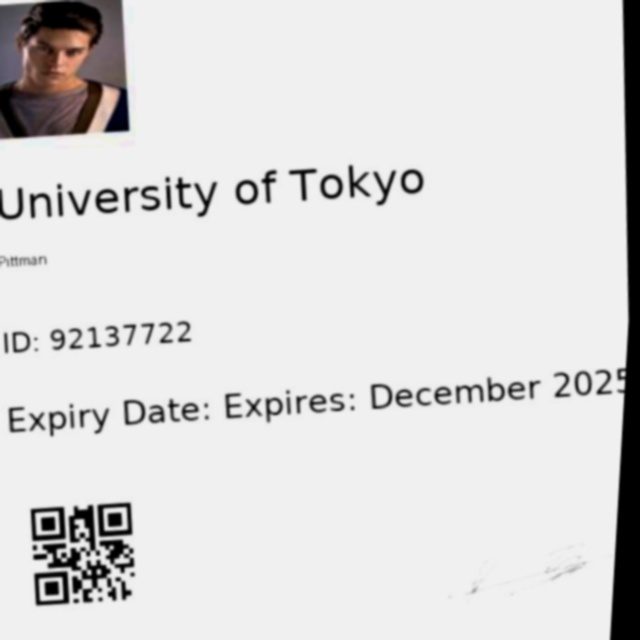 University of Tokyo
Pittman
ID: 92137722
Expiry Date: Expires: December 2025